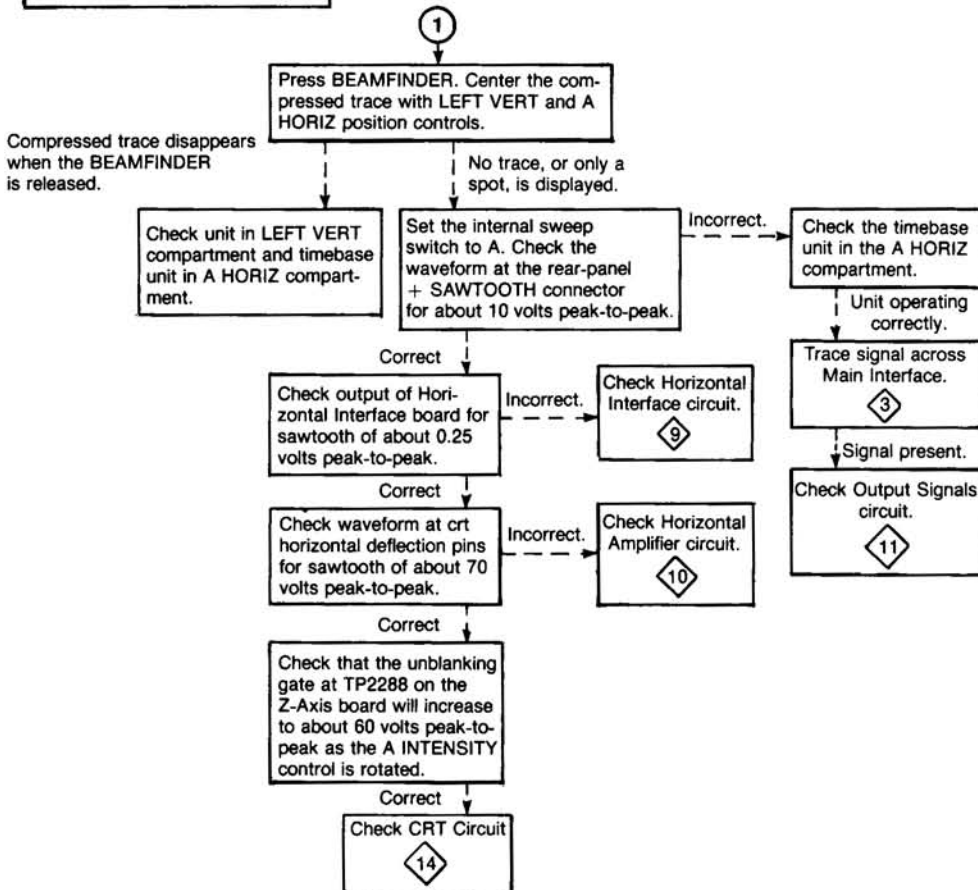 1
Press BEAMFINDER. Center the com-
pressed trace with LEFT VERT and A
HORIZ position controls.
Compressed trace disappears
when the BEAMFINDER
is released.
No trace, or only a
spot, is displayed.
Check unit in LEFT VERT
compartment and timebase
unit in A HORIZ compart-
ment.
Set the internal sweep
switch to A. Check the
waveform at the rear-panel
+ SAWTOOTH connector
for about 10 volts peak-to-peak.
Incorrect.
Check the timebase
unit in the A HORIZ
compartment.
Unit operating
correctly.
Trace signal across
Main Interface.
3
Signal present.
Check Output Signals
circuit.
11
Correct
Check output of Hori-
zontal Interface board for
sawtooth of about 0.25
volts peak-to-peak.
Incorrect.
Check Horizontal
Interface circuit.
9
Correct
Check waveform at crt
horizontal deflection pins
for sawtooth of about 70
volts peak-to-peak.
Incorrect.
Check Horizontal
Amplifier circuit.
10
Correct
Check that the unblanking
gate at TP2288 on the
Z-Axis board will increase
to about 60 volts peak-to-
peak as the A INTENSITY
control is rotated.
Correct
Check CRT Circuit
14